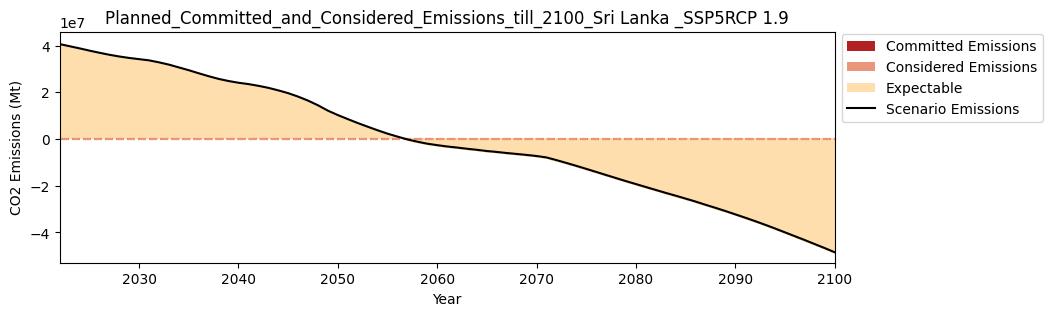 Planned_Committed_and_Considered_Emissions_till_2100_Sri Lanka _SSP5RCP 1.9
1e7
4
2
0
−2
−4
CO2 Emissions (Mt)
2030 2040 2050 2060 2070 2080 2090 2100
Year
Committed Emissions
Considered Emissions
Expectable
Scenario Emissions